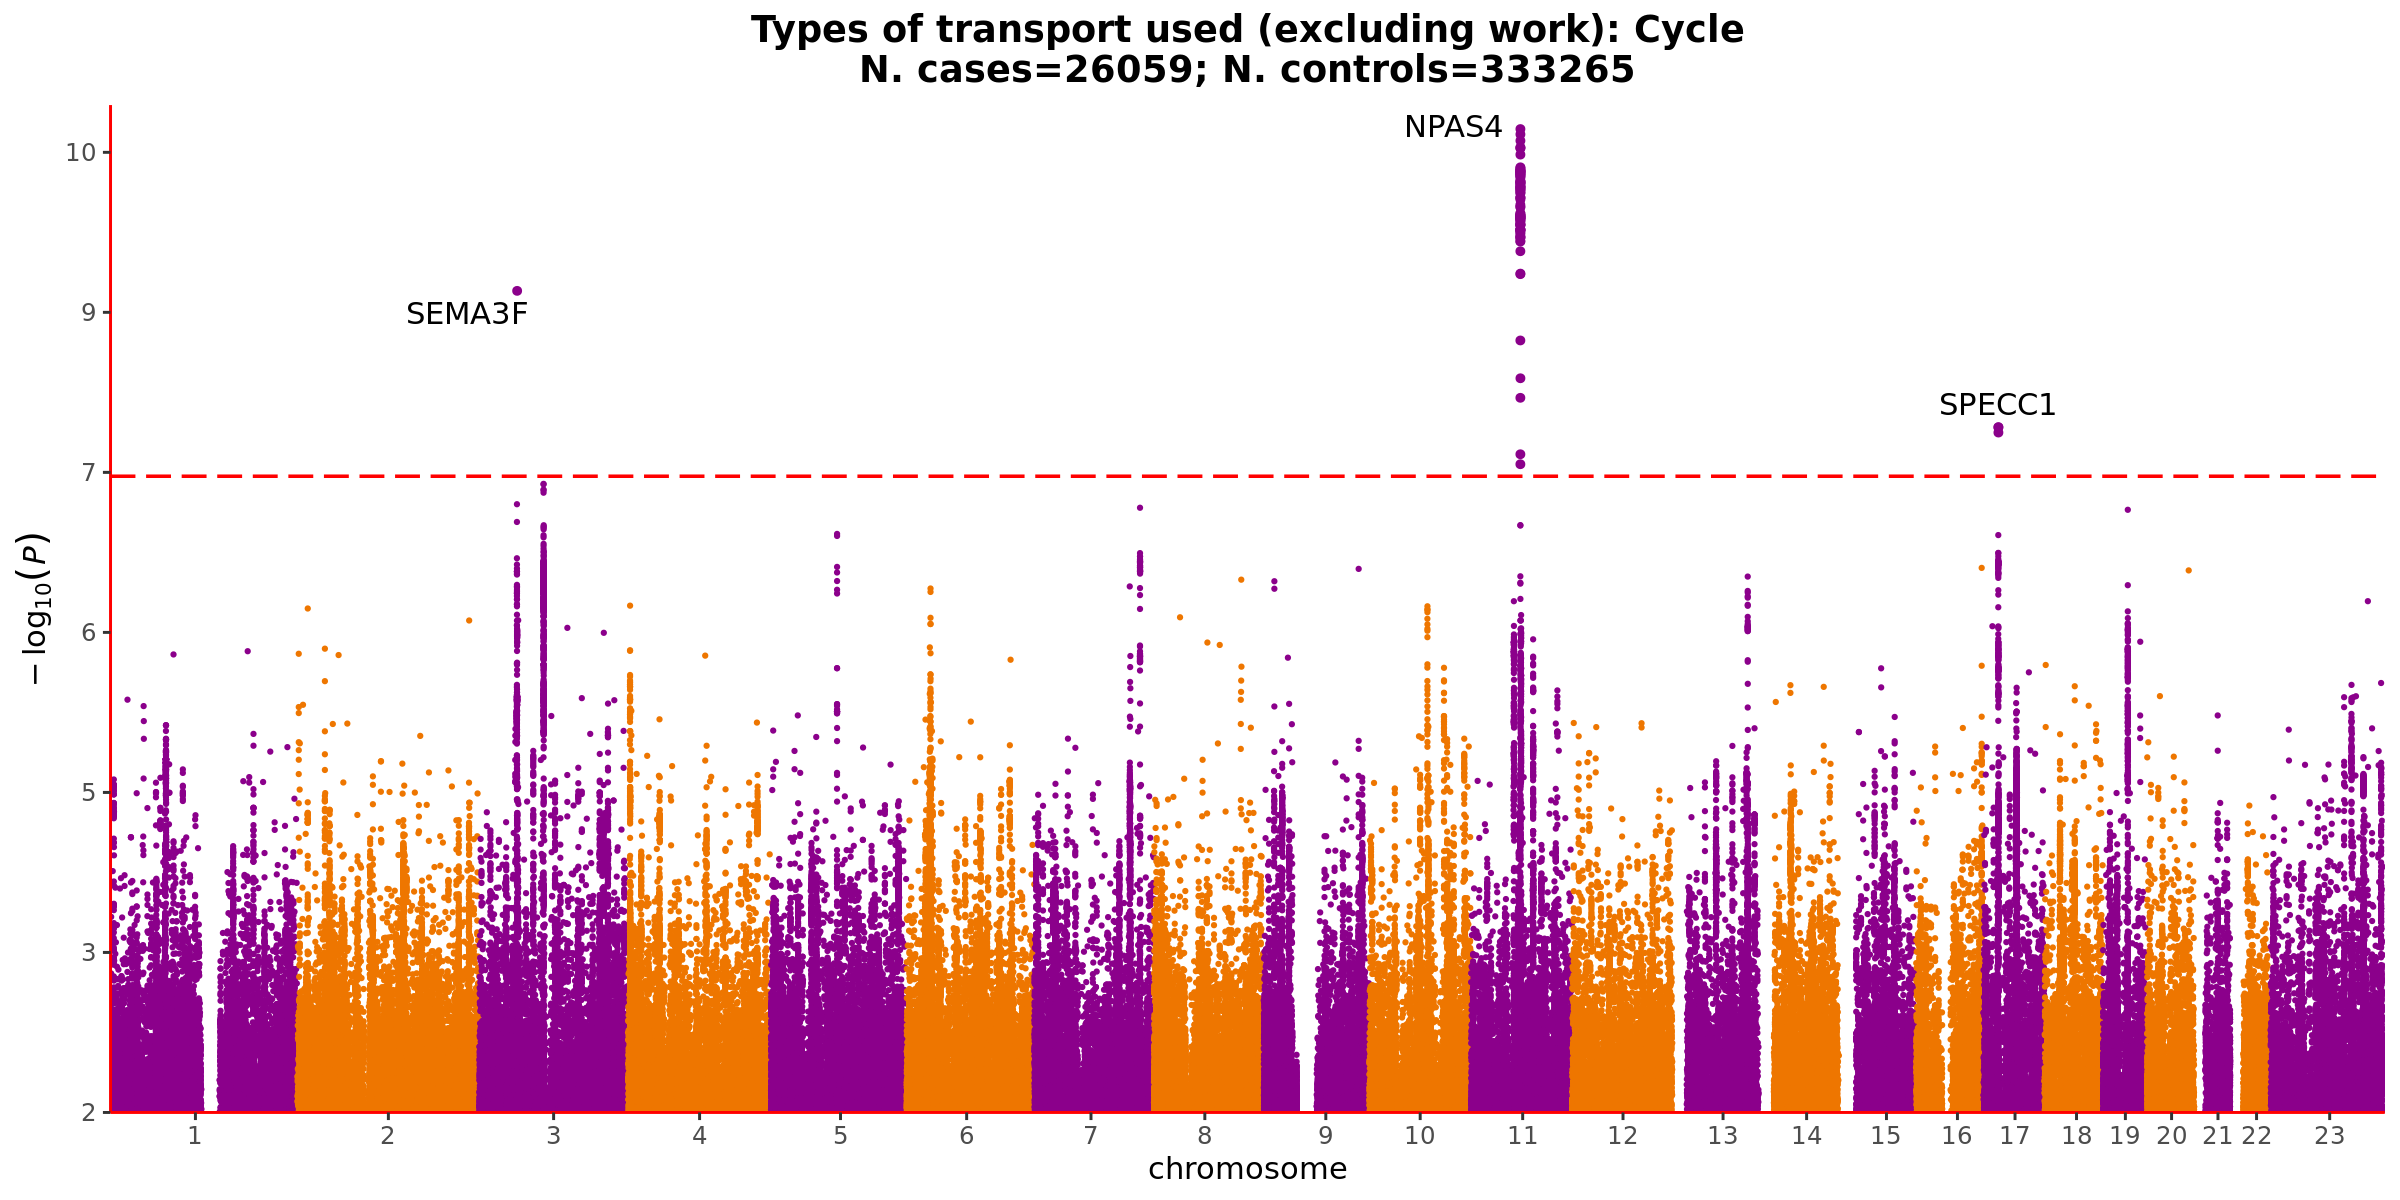 Types of transport used (excluding work): Cycle
N. cases=26059; N. controls=333265
NPAS4
SEMA3F
SPECC1
10
9
7
6
5
3
2
−log10(P)
1 2 3 4 5 6 7 8 9 10 11 12 13 14 15 16 17 18 19 20 21 22 23
chromosome